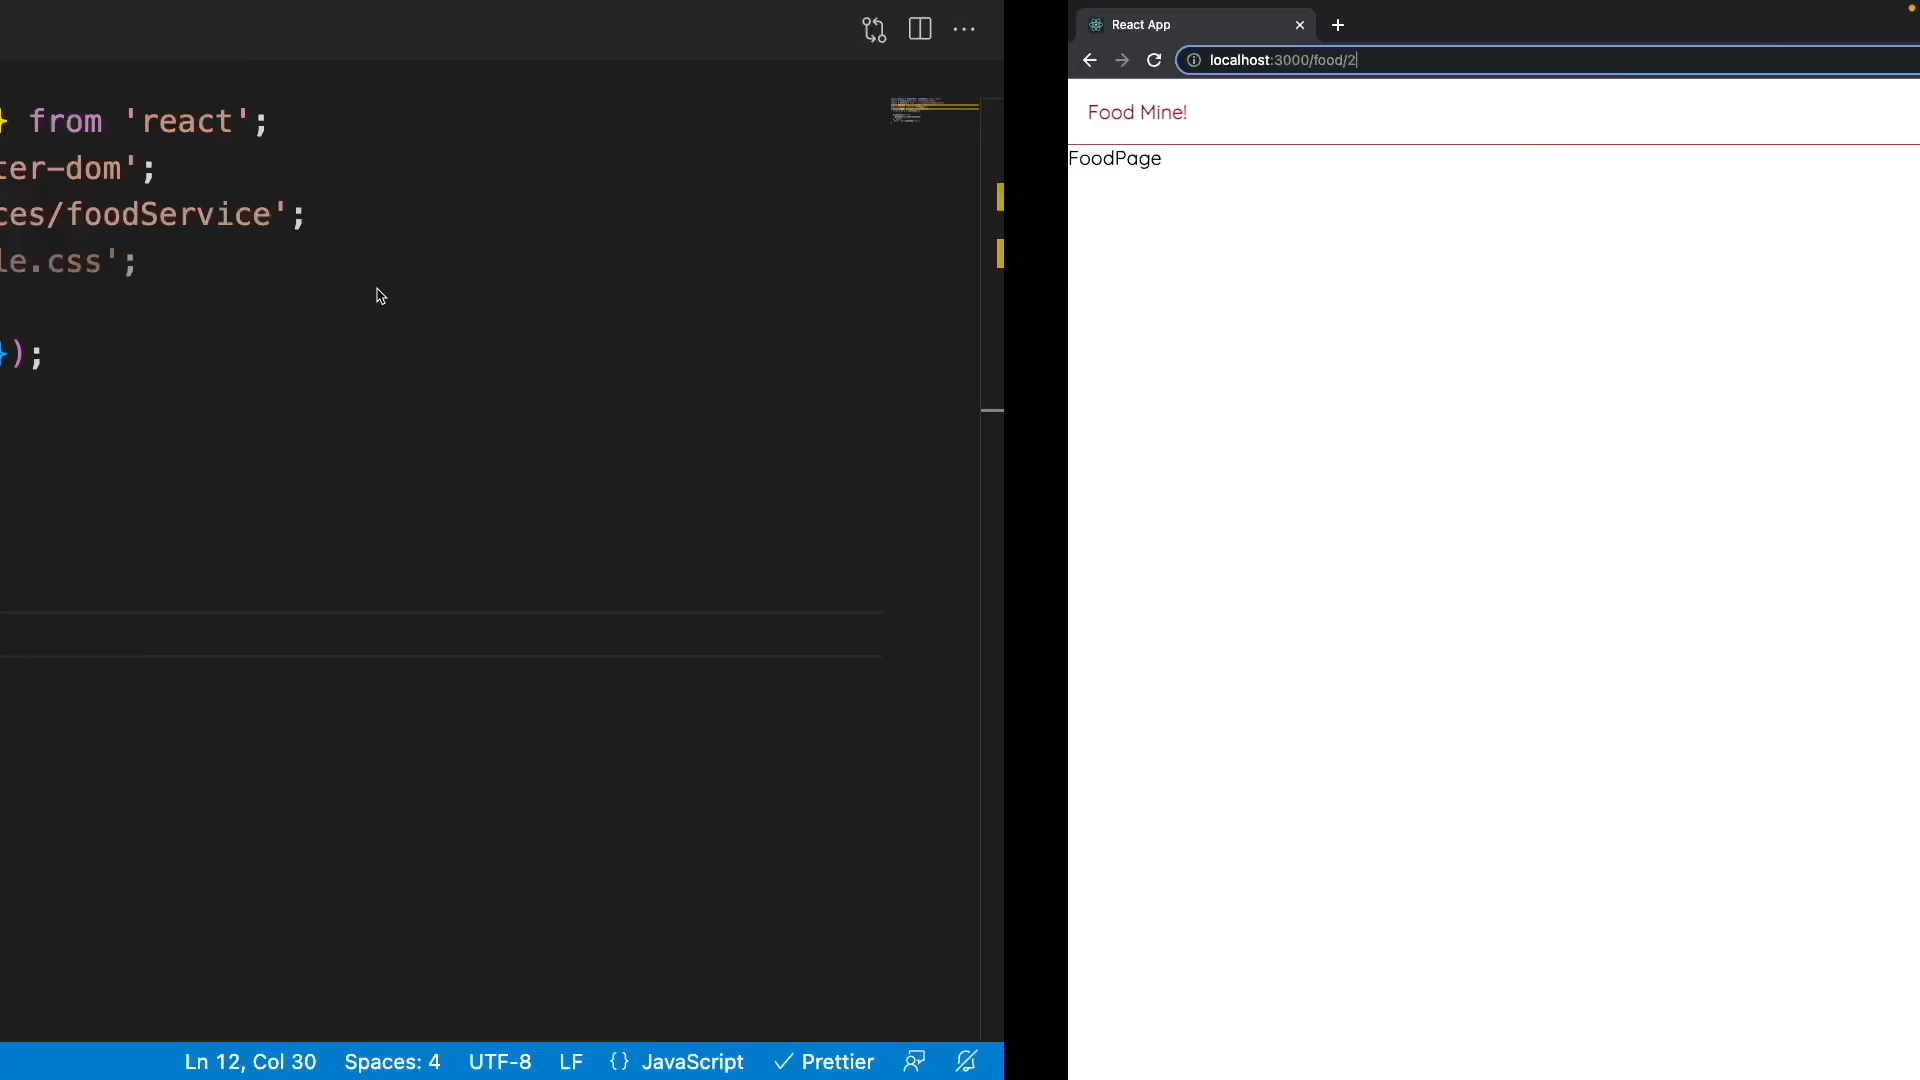 } from 'react';
ter-dom';
ces/foodService';
le.css';
});
Ln 12, Col 30 Spaces: 4 UTF-8 LF {} JavaScript Prettier
React App
localhost:3000/food/2
Food Mine!
FoodPage